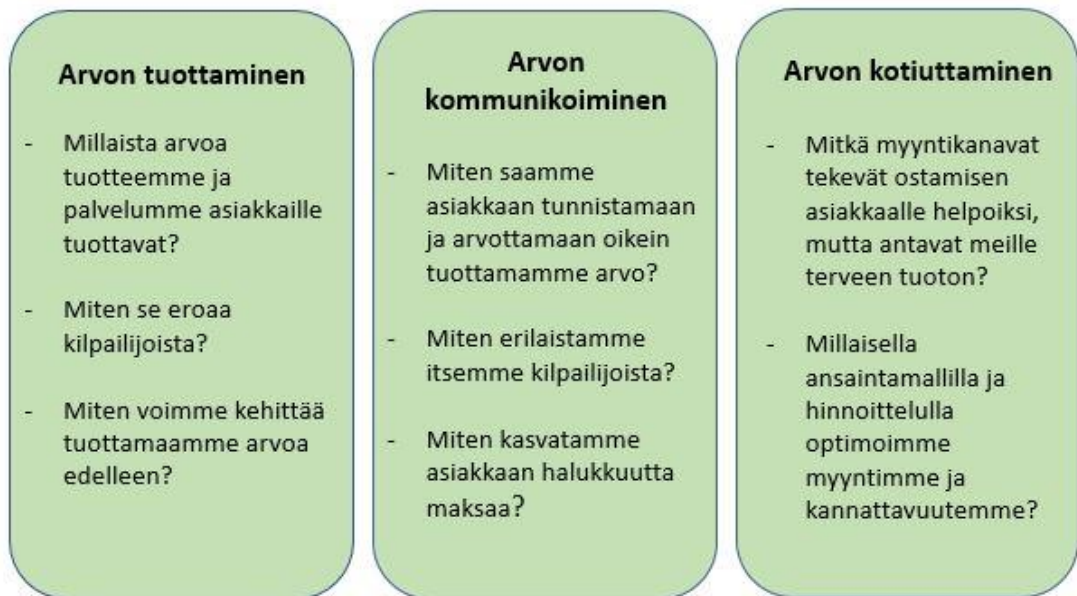 Arvon tuottaminen
- Millaista arvoa
tuotteemme ja
palvelumme asiakkaille
tuottavat?
- Miten se eroaa
kilpailijoista?
- Miten voimme kehittää
tuottamaamme arvoa
edelleen?
Arvon
kommunikoiminen
- Miten saamme
asiakkaan tunnistamaan
ja arvottamaan oikein
tuottamamme arvo?
- Miten erilaistamme
itsemme kilpailijoista?
- Miten kasvatamme
asiakkaan halukkuutta
maksaa?
Arvon kotiuttaminen
- Mitkä myyntikanavat
tekevät ostamisen
asiakkaalle helpoiksi,
mutta antavat meille
terveen tuoton?
- Millaisella
ansaintamallilla ja
hinnoittelulla
optimoimme
myyntimme ja
kannattavuutemme?